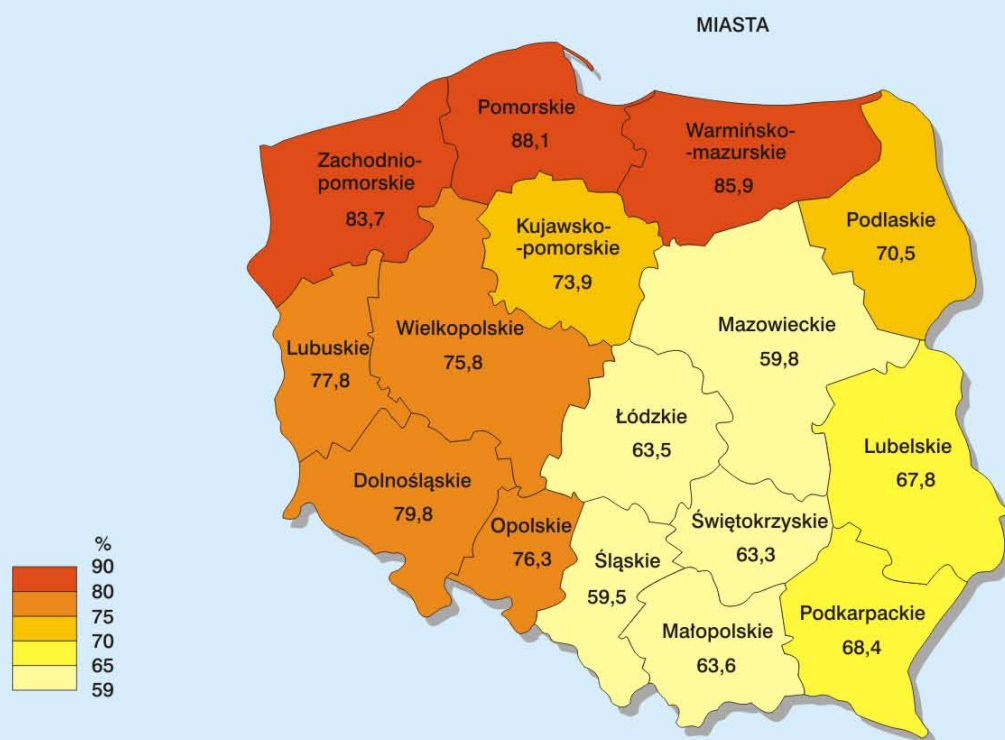 MIASTA
Pomorskie
88,1
Warmińsko-
-mazurskie
85,9
Zachodnio-
pomorskie
83,7
Podlaskie
70,5
Kujawsko-
-pomorskie
73,9
Mazowieckie
59,8
Wielkopolskie
75,8
Lubuskie
77,8
Łódzkie
63,5
Lubelskie
67,8
Dolnośląskie
79,8
Opolskie
76,3
Świętokrzyskie
63,3
Śląskie
59,5
Małopolskie
63,6
Podkarpackie
68,4
%
90
80
75
70
65
59